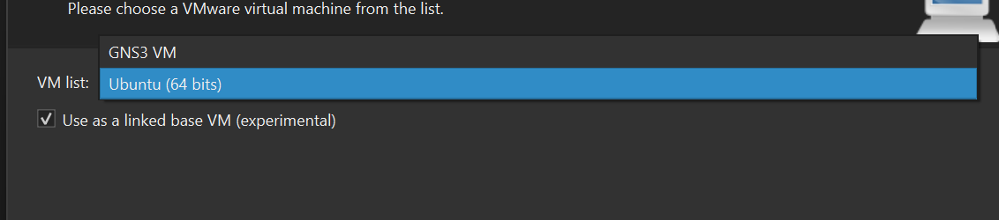 Please choose a VMware virtual machine from the list.
GNS3 VM
VM list:
Ubuntu (64 bits)
Use as a linked base VM (experimental)